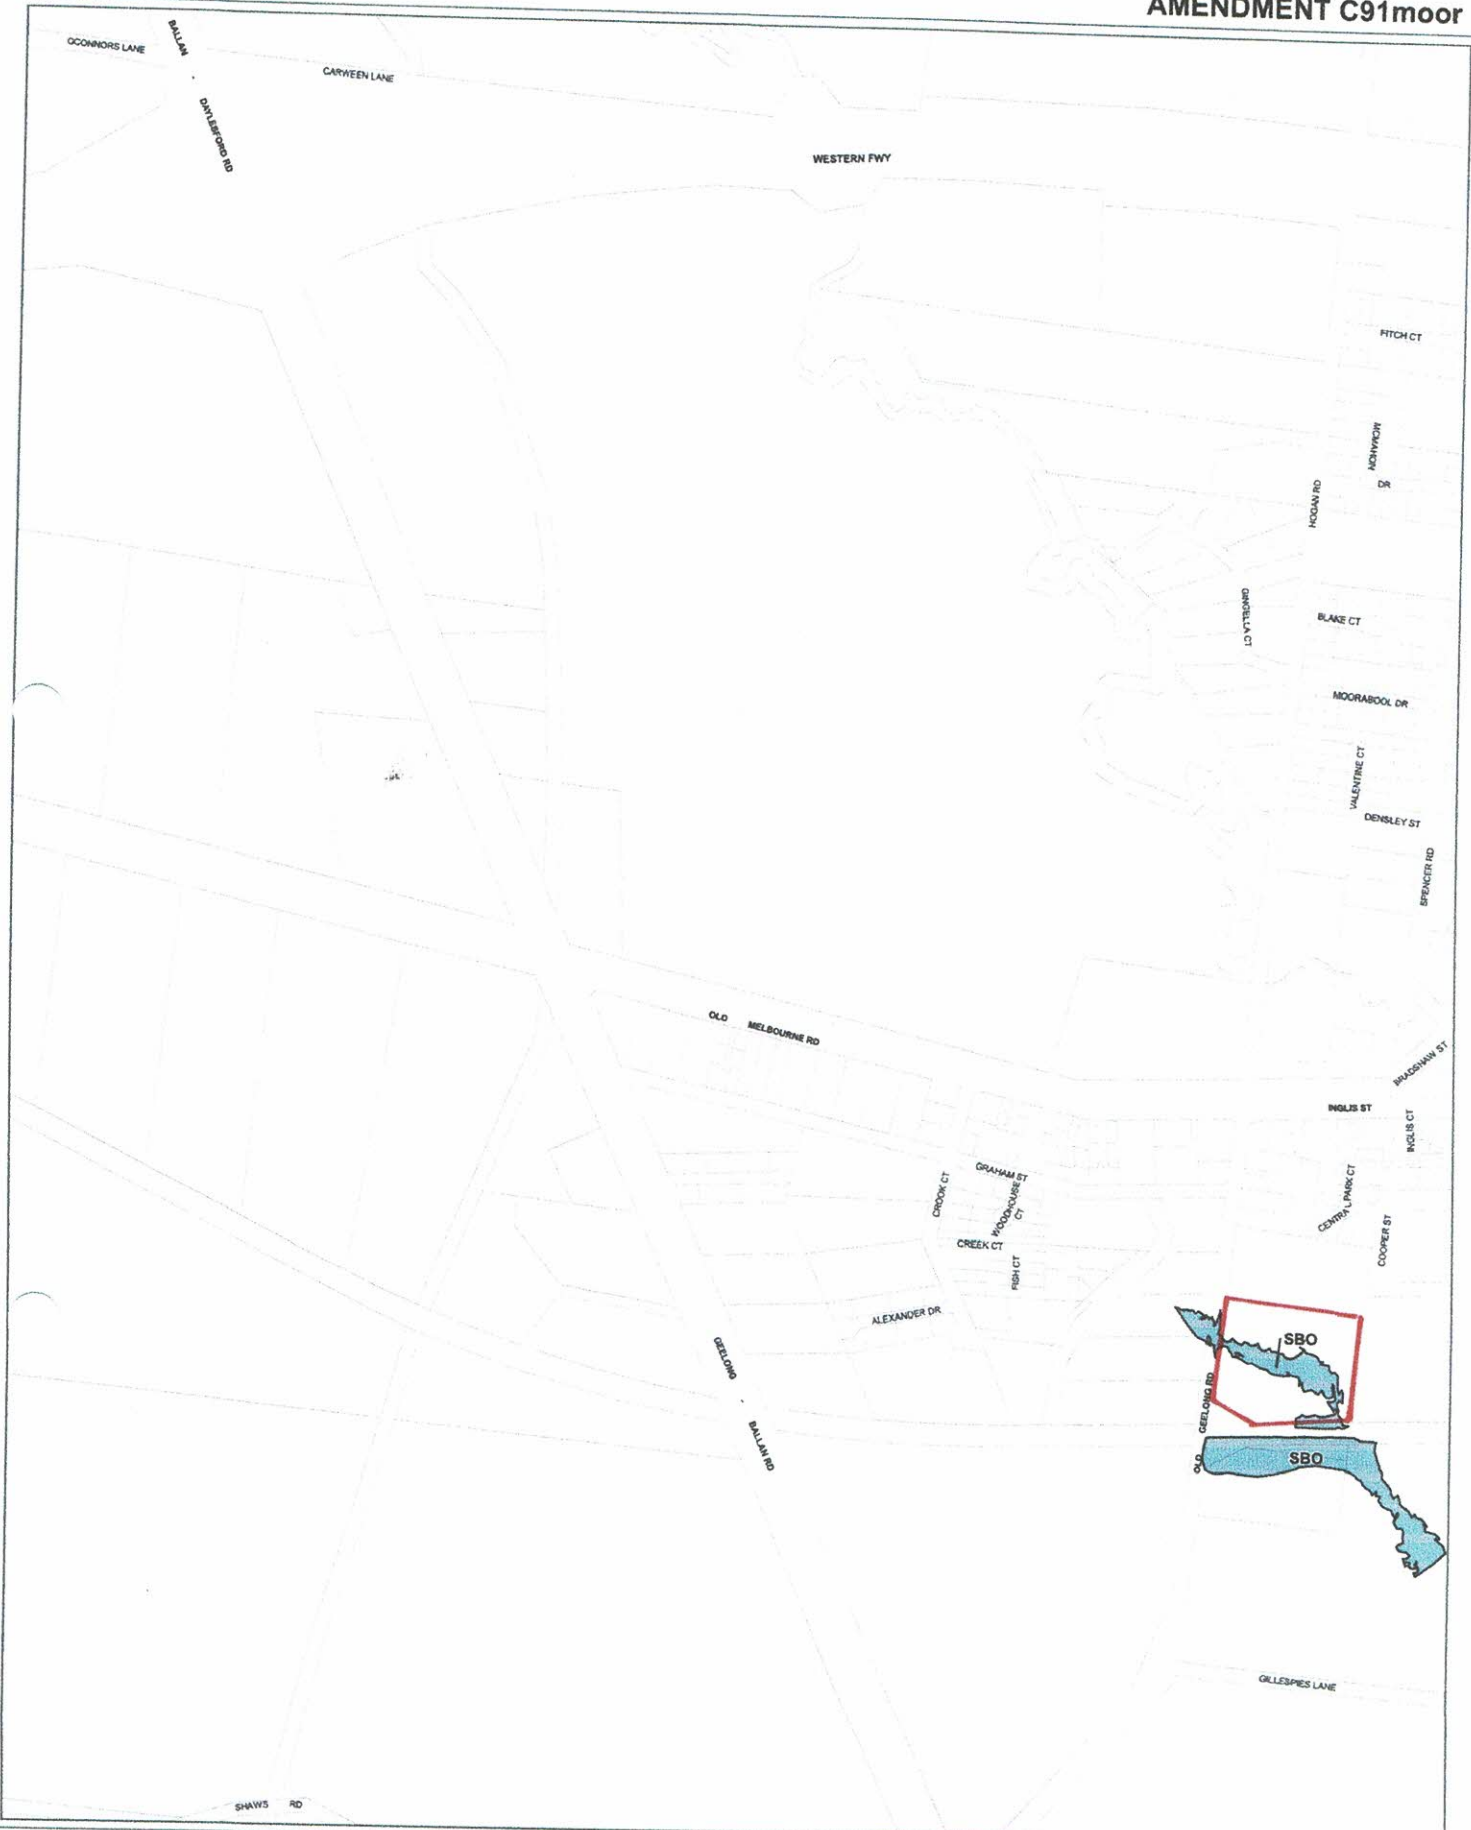 AMENDMENT C91moor
OCONNORS LANE
BALLAN - DAYLESFORD RD
CARWEEN LANE
WESTERN FWY
FITCH CT
MCMAHON
DR
HOGAN RD
GINGELLA CT
BLAKE CT
MOORABOOL DR
VALENTINE CT
DENSLEY ST
SPENCER RD
OLD MELBOURNE RD
BRADSHAW ST
INGLIS ST
INGLIS CT
GRAHAM ST
CROOK CT
WOODHOUSE
CT
CENTRAL PARK CT
COOPER ST
CREEK CT
FISH CT
ALEXANDER DR
SBO
GEELONG - BALLAN RD
OLD GEELONG RD
SBO
GILLESPIES LANE
SHAWS RD